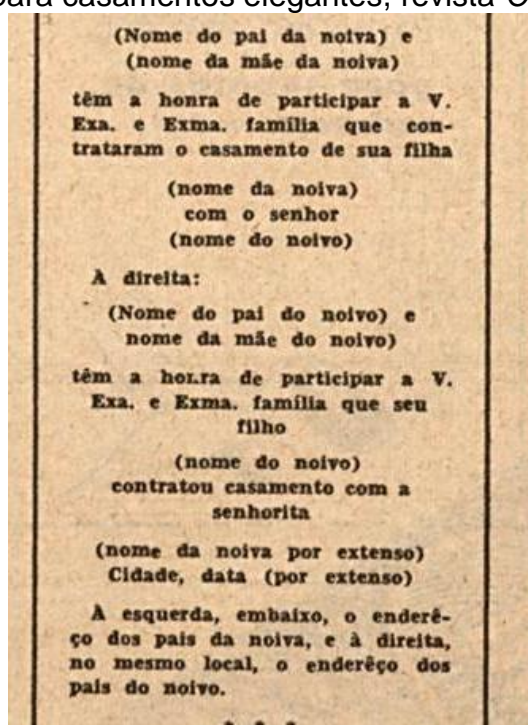 para casamentos elegantes, revista
(Nome do pai da noiva) e
(nome da mãe da noiva)
têm a honra de participar a V.
Exa. e Exma. família que con-
trataram o casamento de sua filha
(nome da noiva)
com o senhor
(nome do noivo)
À direita:
(Nome do pai do noivo) e
nome da mãe do noivo)
têm a honra de participar a V.
Exa. e Exma. família que seu
filho
(nome do noivo)
contratou casamento com a
senhorita
(nome da noiva por extenso)
Cidade, data (por extenso)
À esquerda, embaixo, o enderê-
ço dos pais da noiva, e à direita,
no mesmo local, o enderêço dos
pais do noivo.